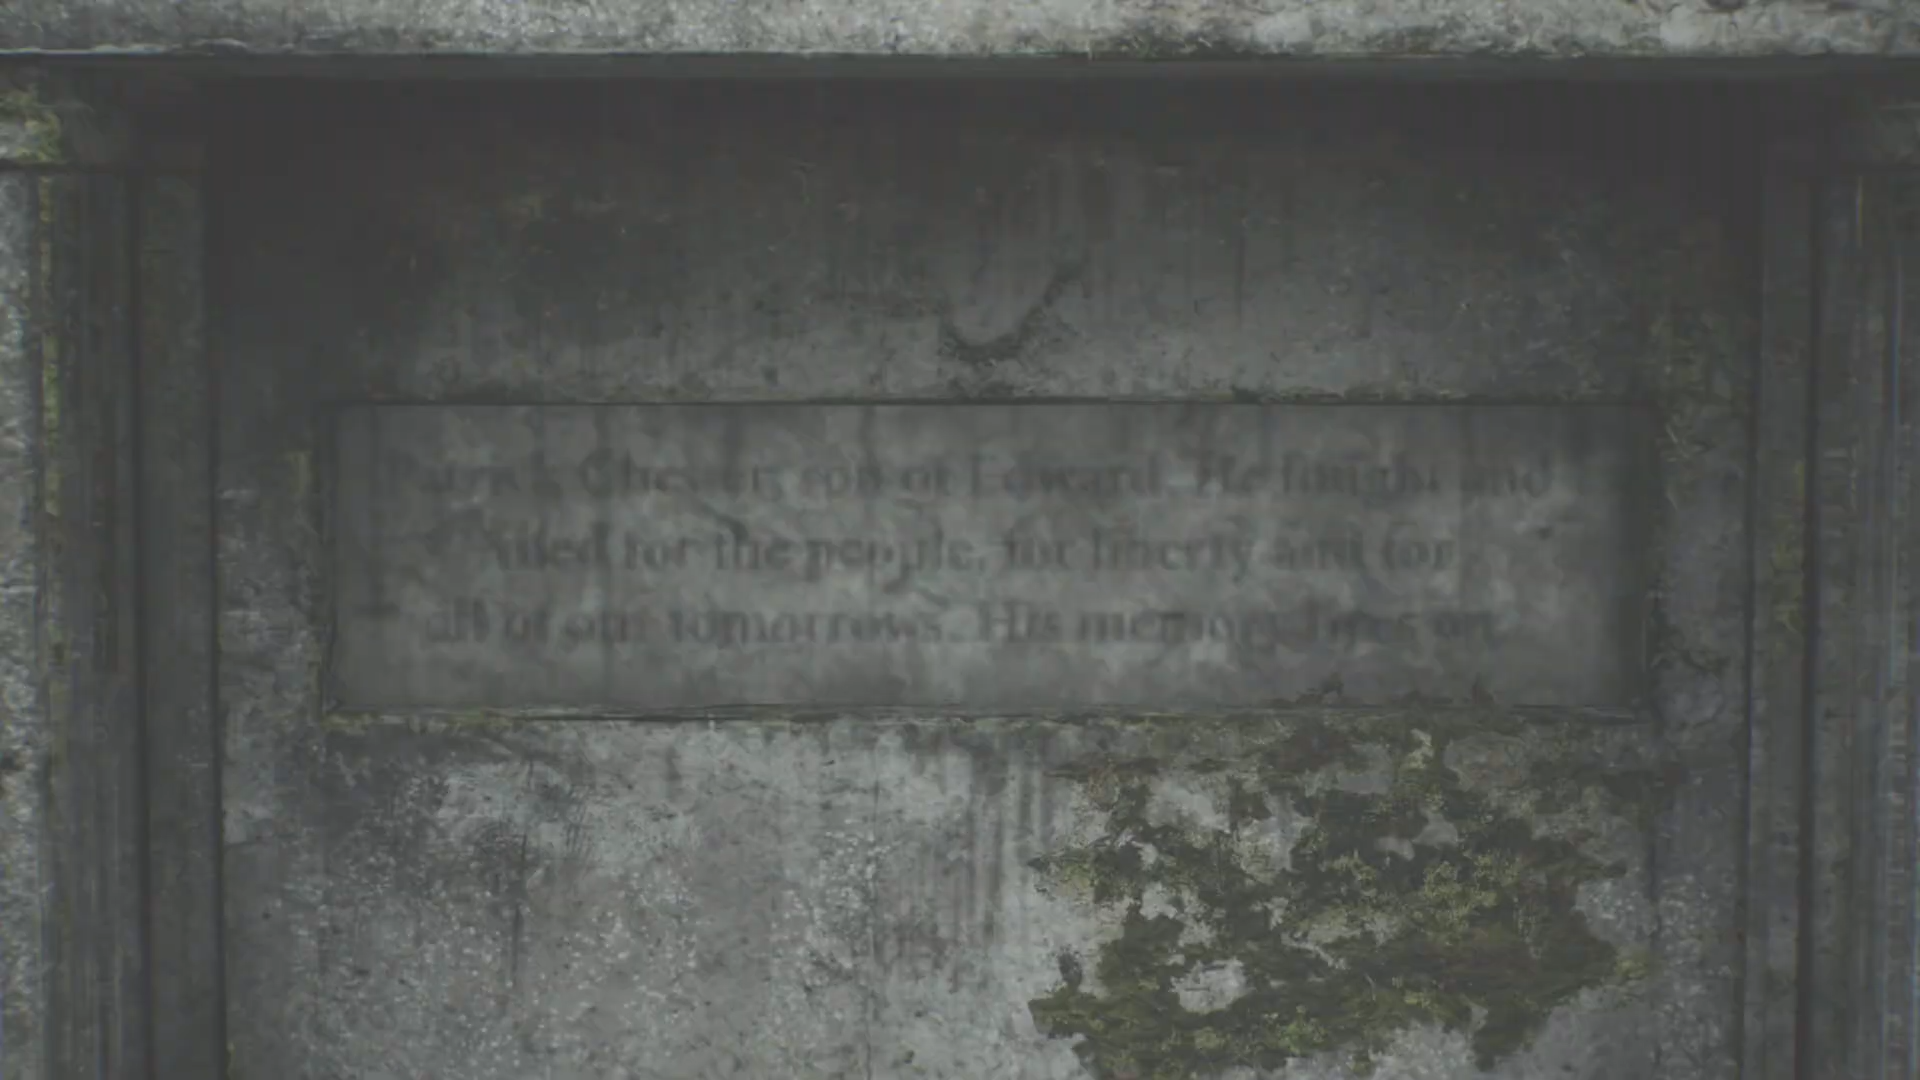 Patrick Chester, son of Edward. He fought and
died for the people, for liberty and for
all of our tomorrows. His memory lives on